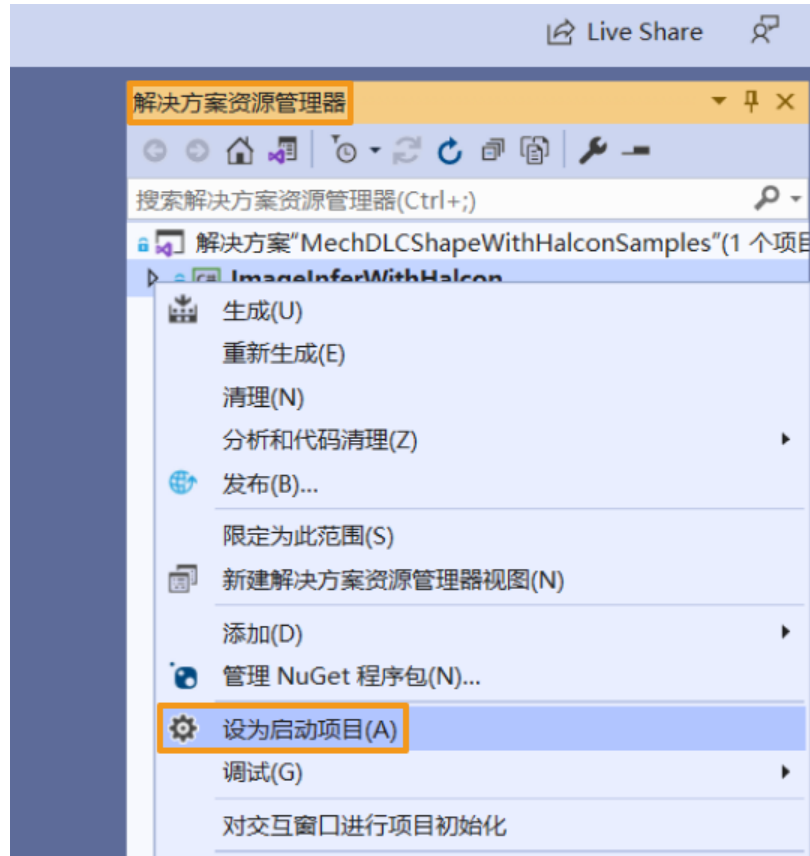 Live Share
解决方案资源管理器
搜索解决方案资源管理器(Ctrl+;)
解决方案"MechDLCShapeWithHalconSamples"(1 个项目
C# ImageInferWithHalcon
生成(U)
重新生成(E)
清理(N)
分析和代码清理(Z)
发布(B)...
限定为此范围(S)
新建解决方案资源管理器视图(N)
添加(D)
管理 NuGet 程序包(N)...
设为启动项目(A)
调试(G)
对交互窗口进行项目初始化